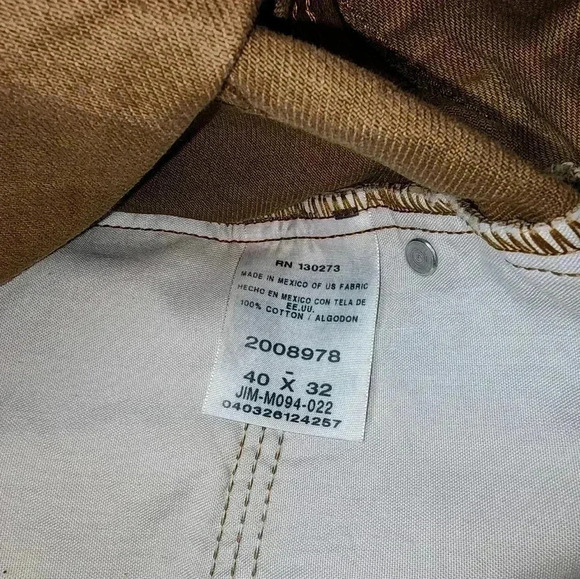 RN 130273
MADE IN MEXICO OF US FABRIC
HECHO EN MEXICO CON TELA DE
EE.UU.
100% COTTON / ALGODON
2008978
-
40 X 32
JIM-M094-022
040326124257